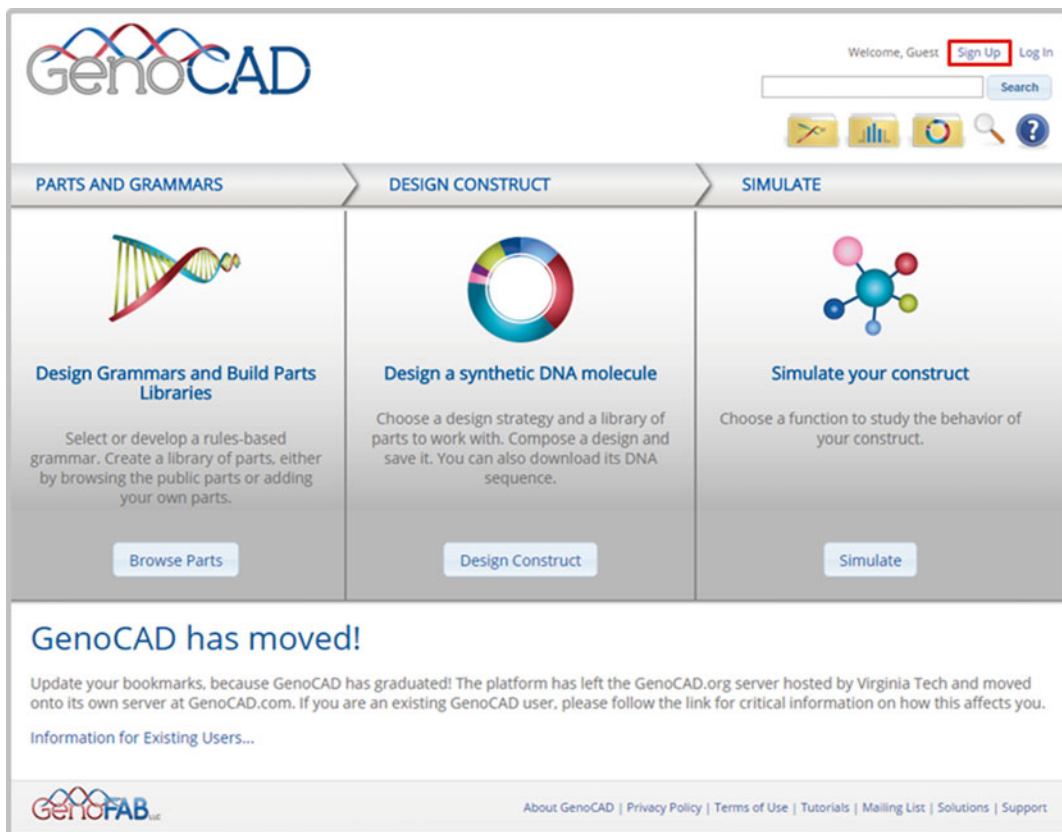 GenoCAD
Welcome, Guest Sign Up Log In
Search
PARTS AND GRAMMARS
DESIGN CONSTRUCT
SIMULATE
Design Grammars and Build Parts
Libraries
Select or develop a rules-based
grammar. Create a library of parts, either
by browsing the public parts or adding
your own parts.
Browse Parts
Design a synthetic DNA molecule
Choose a design strategy and a library of
parts to work with. Compose a design and
save it. You can also download its DNA
sequence.
Design Construct
Simulate your construct
Choose a function to study the behavior of
your construct.
Simulate
GenoCAD has moved!
Update your bookmarks, because GenoCAD has graduated! The platform has left the GenoCAD.org server hosted by Virginia Tech and moved
onto its own server at GenoCAD.com. If you are an existing GenoCAD user, please follow the link for critical information on how this affects you.
Information for Existing Users...
GenoFAB LLC
About GenoCAD | Privacy Policy | Terms of Use | Tutorials | Mailing List | Solutions | Support